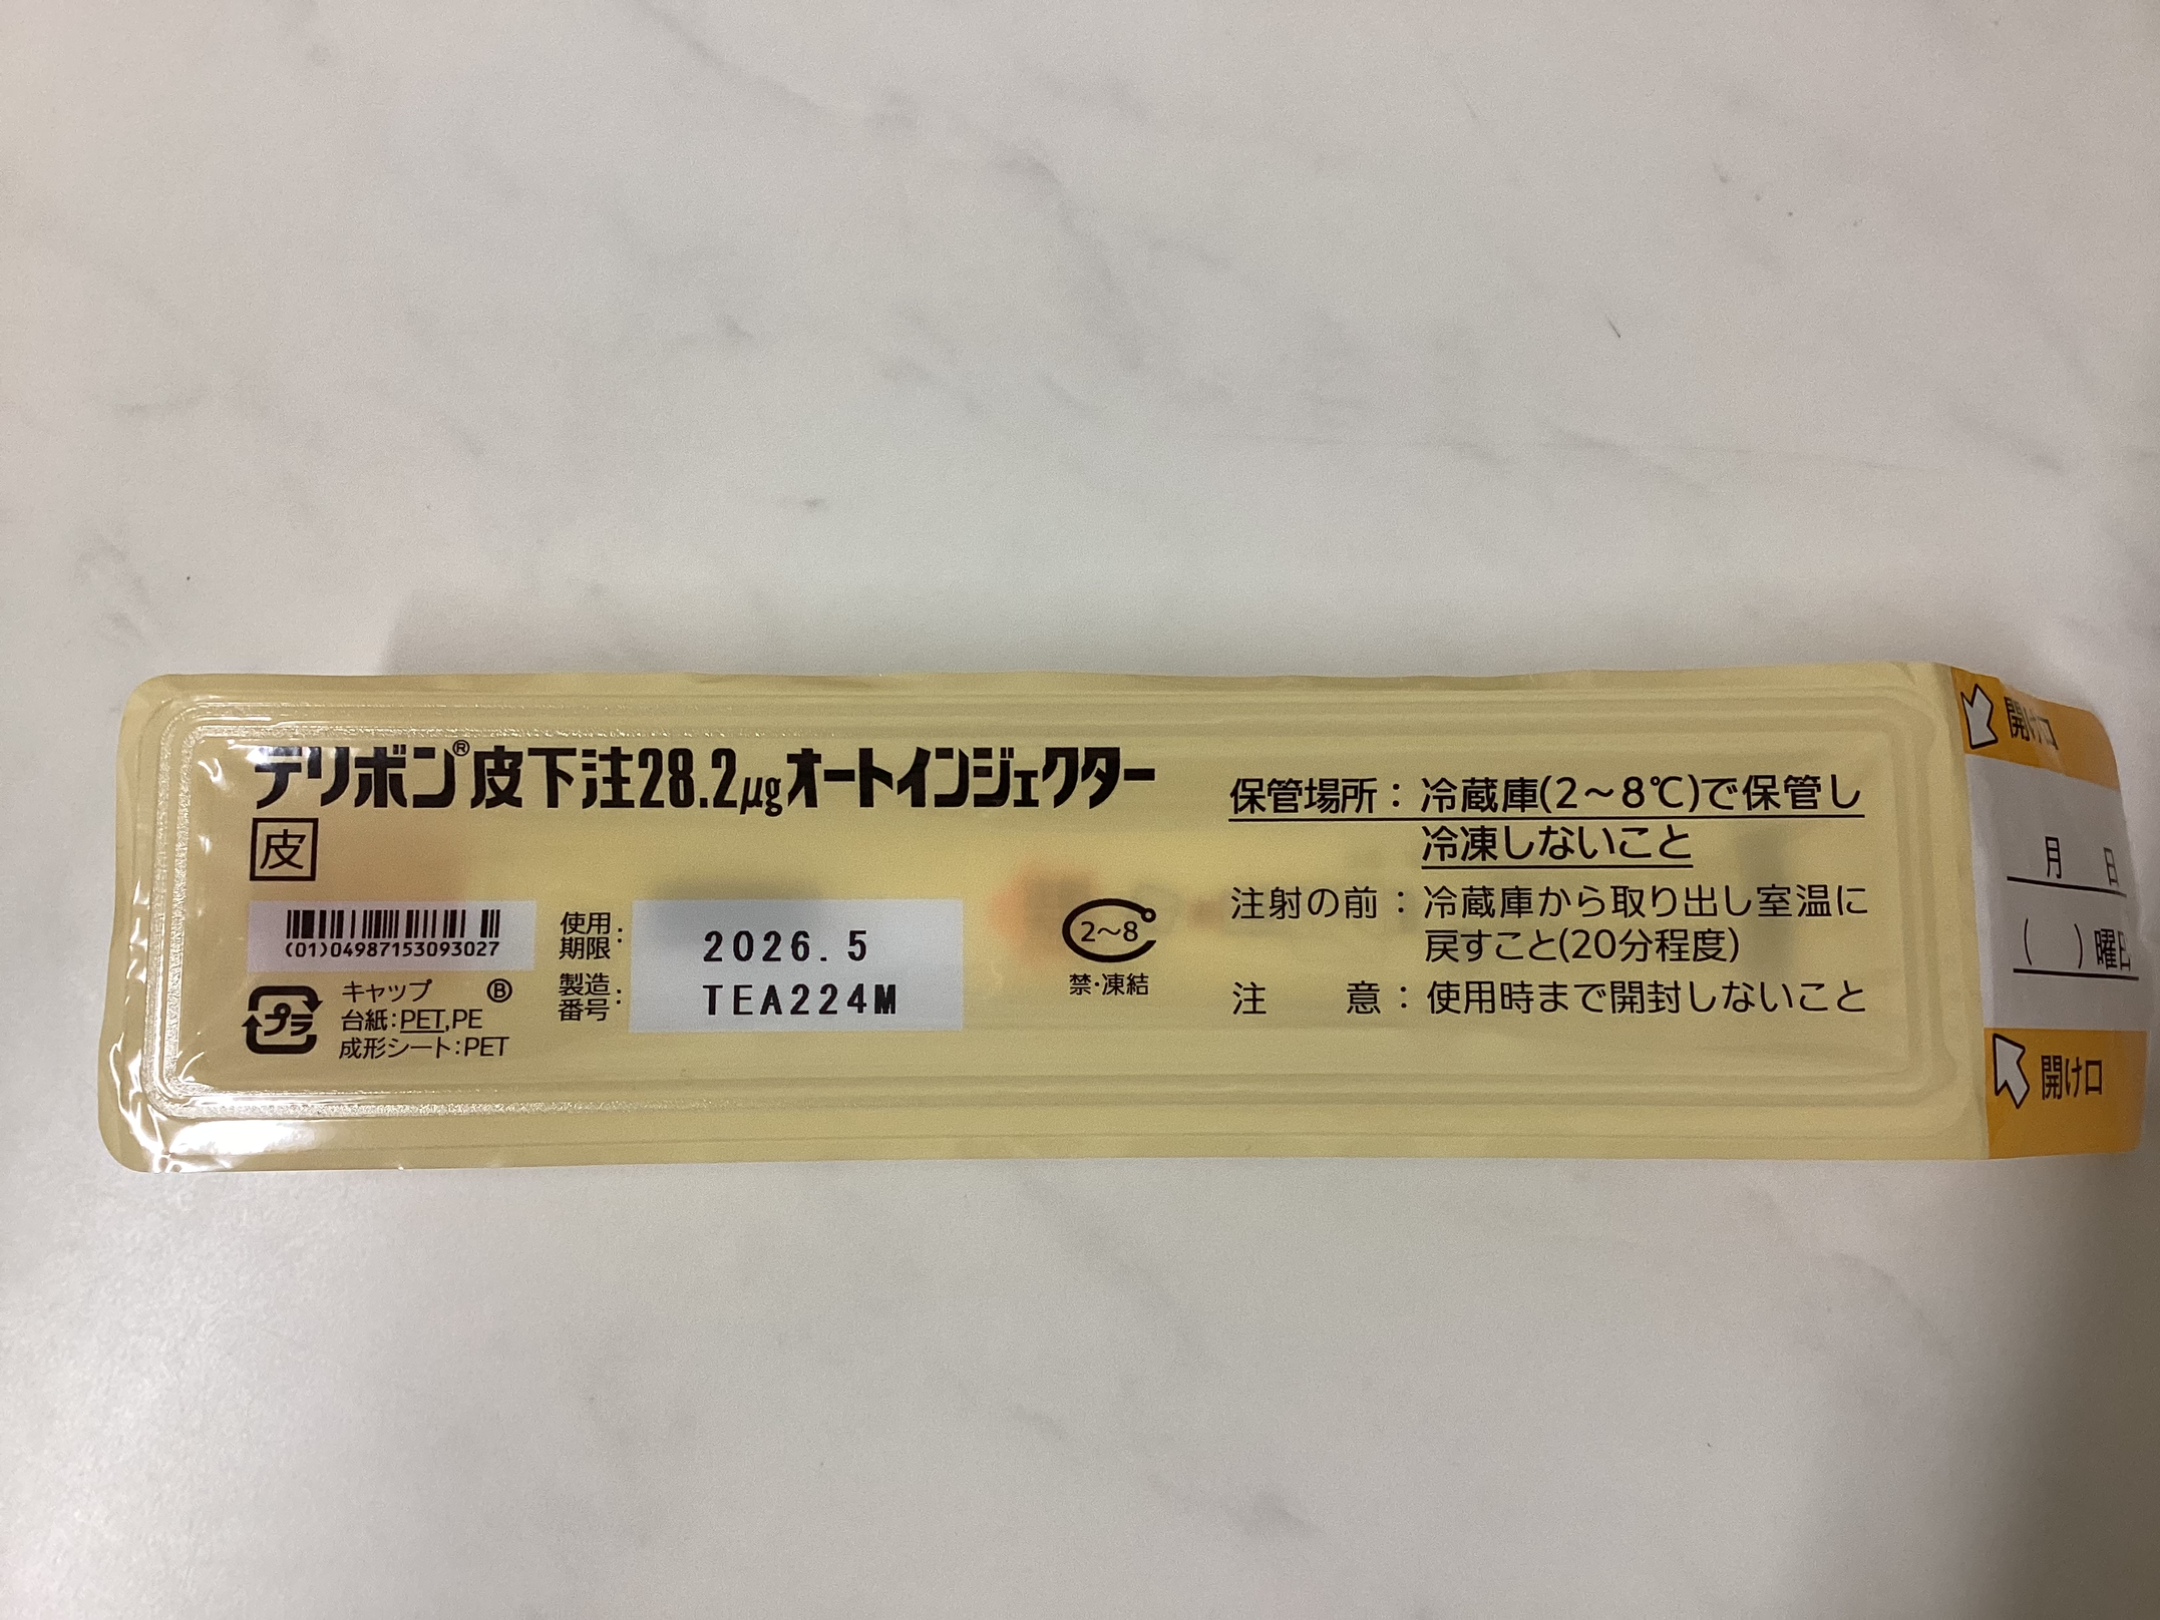 テリボン®皮下注28.2μgオートインジェクター
皮
(01)04987153093027
プラ
キャップ Ⓑ
台紙:PET,PE
成形シート:PET
使用期限: 2026.5
製造番号: TEA224M
2～8
禁・凍結
保管場所：冷蔵庫(2～8℃)で保管し
冷凍しないこと
注射の前：冷蔵庫から取り出し室温に
戻すこと(20分程度)
注　意：使用時まで開封しないこと
開け口
月　日
(　)曜日
開け口